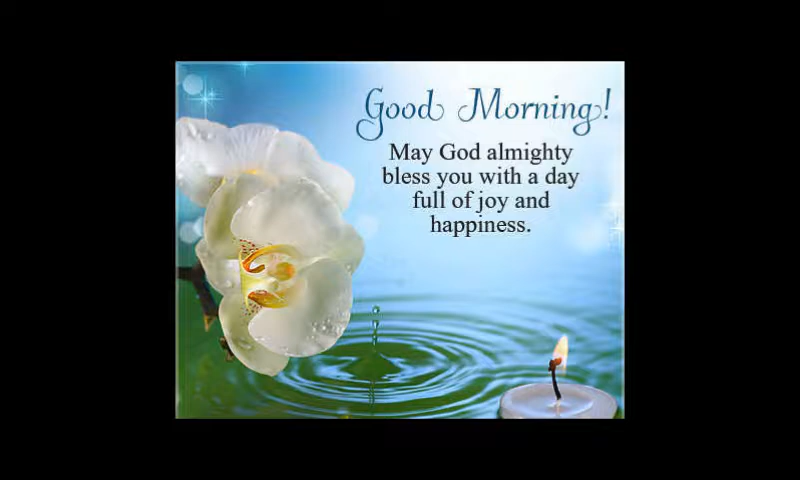 Good Morning!
May God almighty
bless you with a day
full of joy and
happiness.